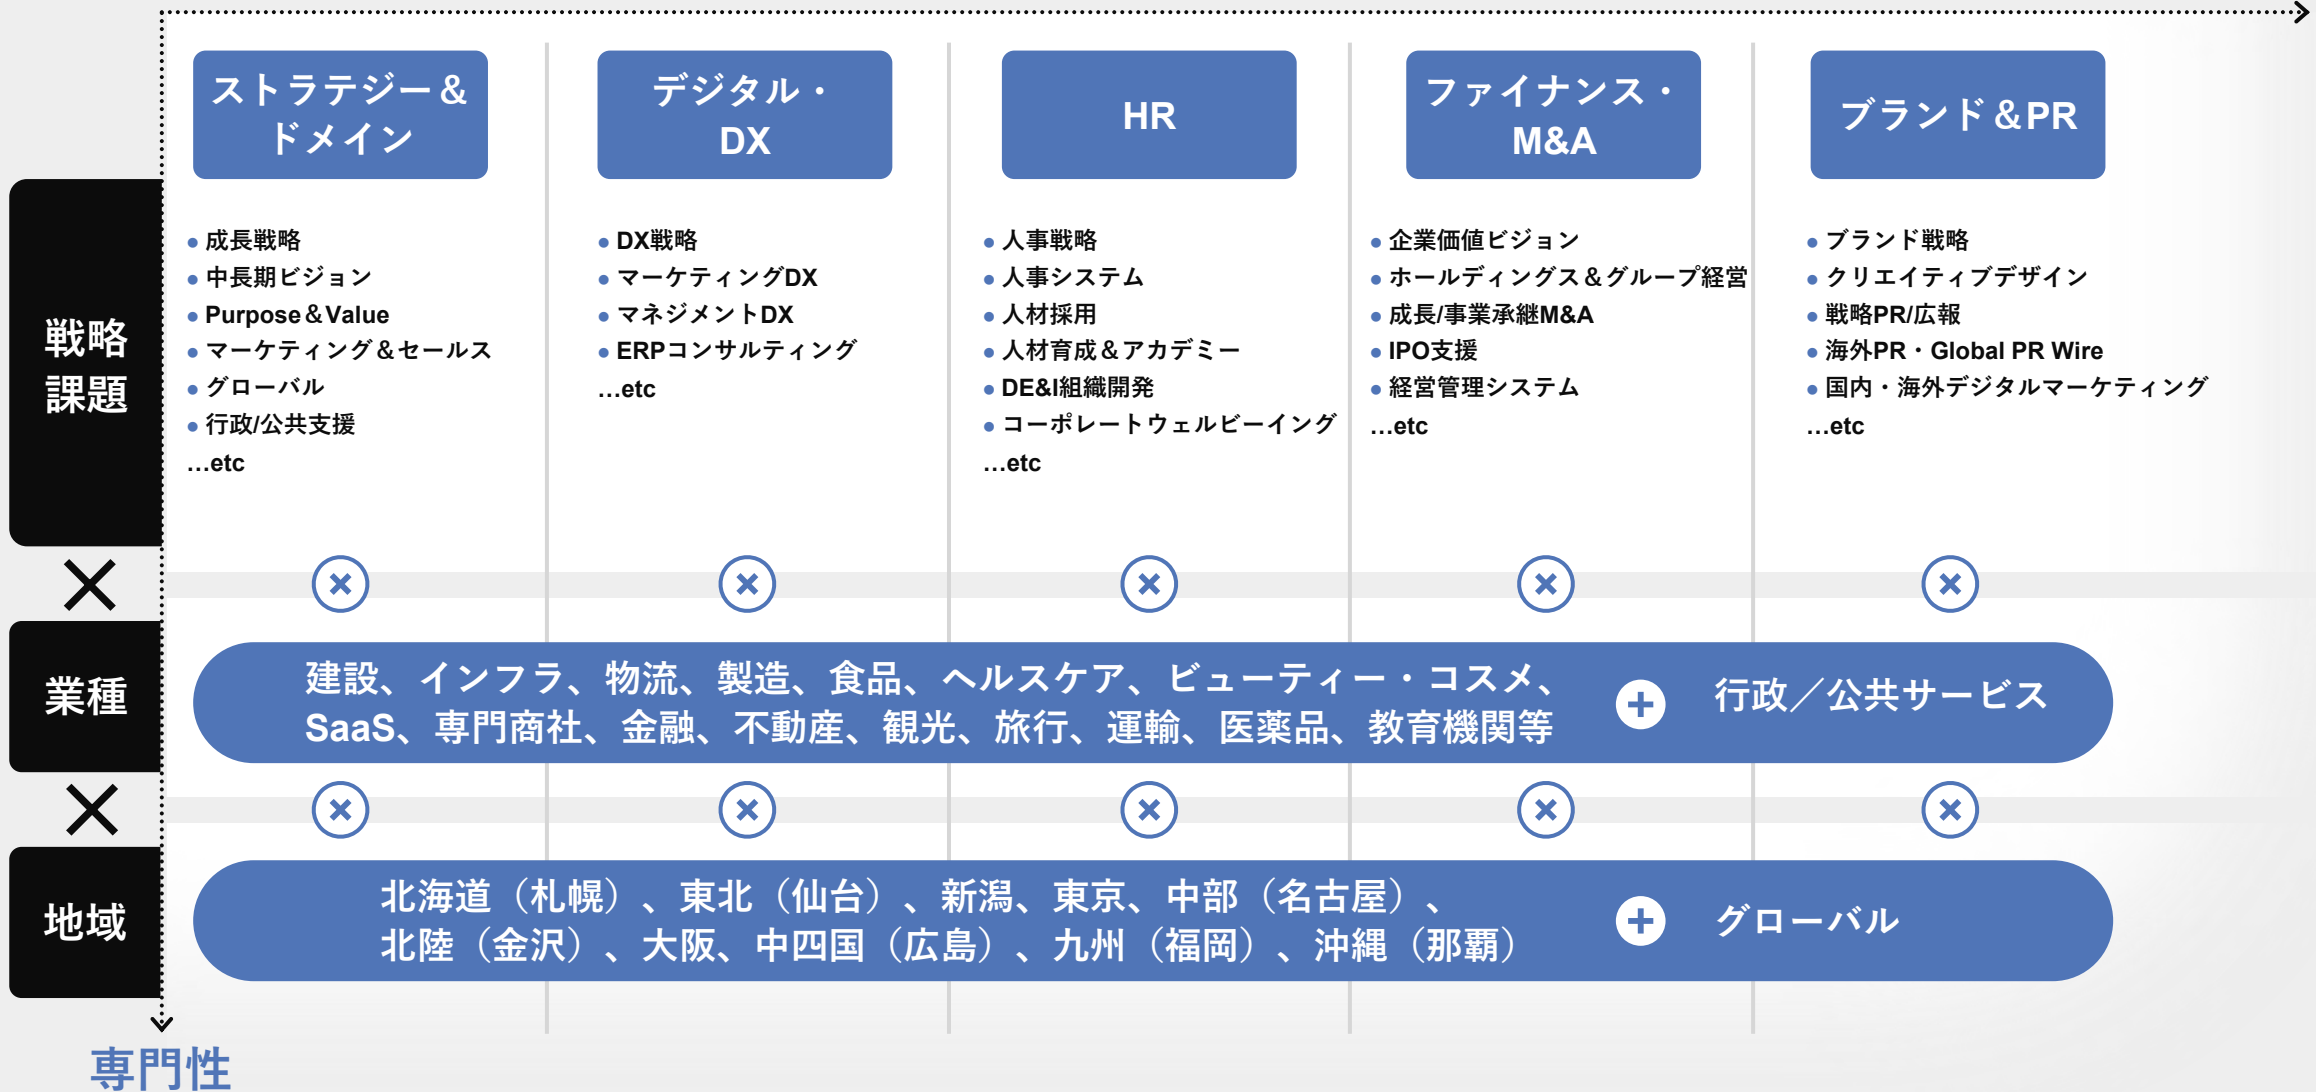 ストラテジー＆
ドメイン
デジタル・
DX
HR
ファイナンス・
M&A
ブランド＆PR
戦略
課題
● 成長戦略
● 中長期ビジョン
● Purpose＆Value
● マーケティング＆セールス
● グローバル
● 行政/公共支援
…etc
● DX戦略
● マーケティングDX
● マネジメントDX
● ERPコンサルティング
…etc
● 人事戦略
● 人事システム
● 人材採用
● 人材育成＆アカデミー
● DE&I組織開発
● コーポレートウェルビーイング
…etc
● 企業価値ビジョン
● ホールディングス＆グループ経営
● 成長/事業承継M&A
● IPO支援
● 経営管理システム
…etc
● ブランド戦略
● クリエイティブデザイン
● 戦略PR/広報
● 海外PR・Global PR Wire
● 国内・海外デジタルマーケティング
…etc
業種
建設、インフラ、物流、製造、食品、ヘルスケア、ビューティー・コスメ、
SaaS、専門商社、金融、不動産、観光、旅行、運輸、医薬品、教育機関等
行政／公共サービス
地域
北海道（札幌）、東北（仙台）、新潟、東京、中部（名古屋）、
北陸（金沢）、大阪、中四国（広島）、九州（福岡）、沖縄（那覇）
グローバル
専門性